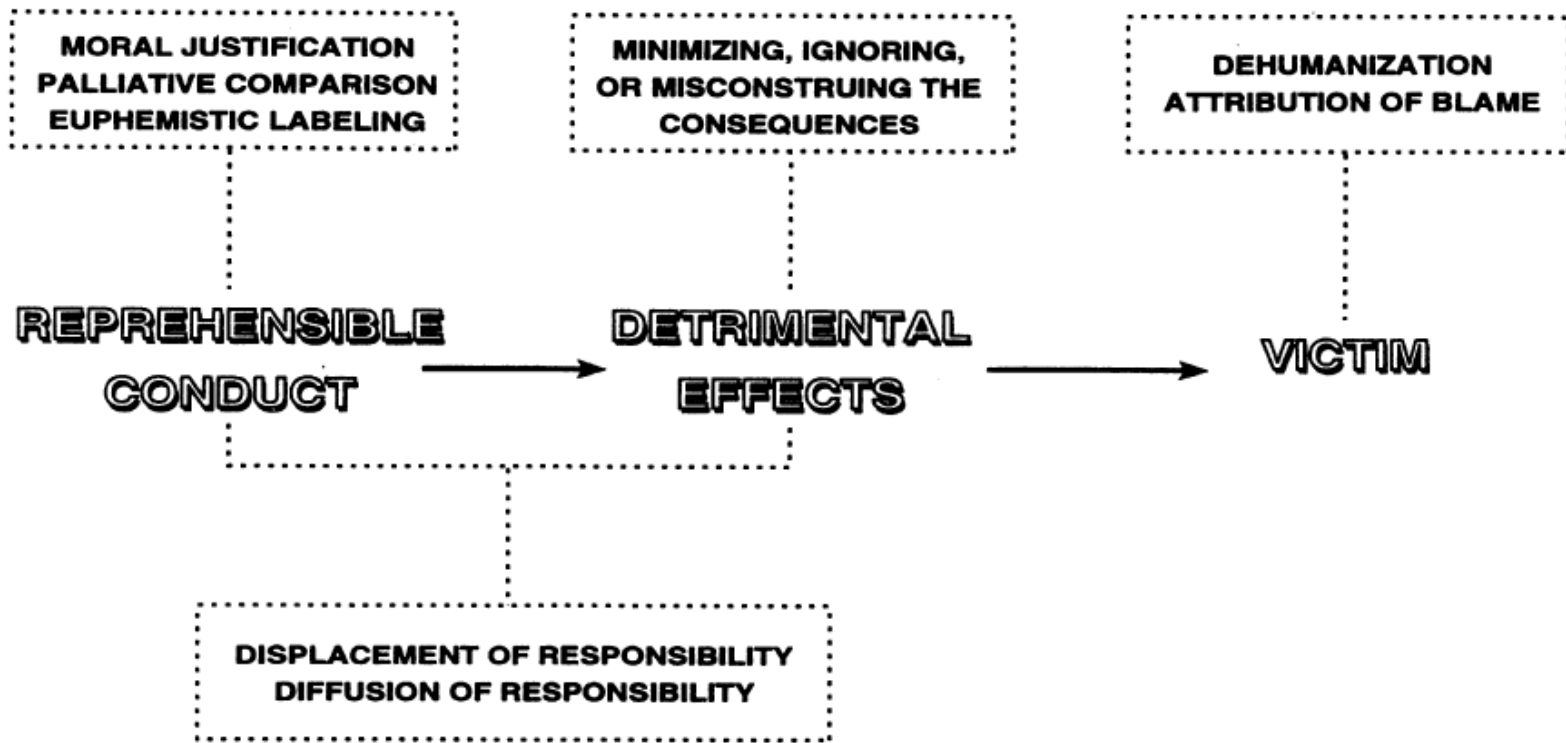 MORAL JUSTIFICATION
PALLIATIVE COMPARISON
EUPHEMISTIC LABELING
MINIMIZING, IGNORING,
OR MISCONSTRUING THE
CONSEQUENCES
DEHUMANIZATION
ATTRIBUTION OF BLAME
REPREHENSIBLE
CONDUCT
DETRIMENTAL
EFFECTS
VICTIM
DISPLACEMENT OF RESPONSIBILITY
DIFFUSION OF RESPONSIBILITY